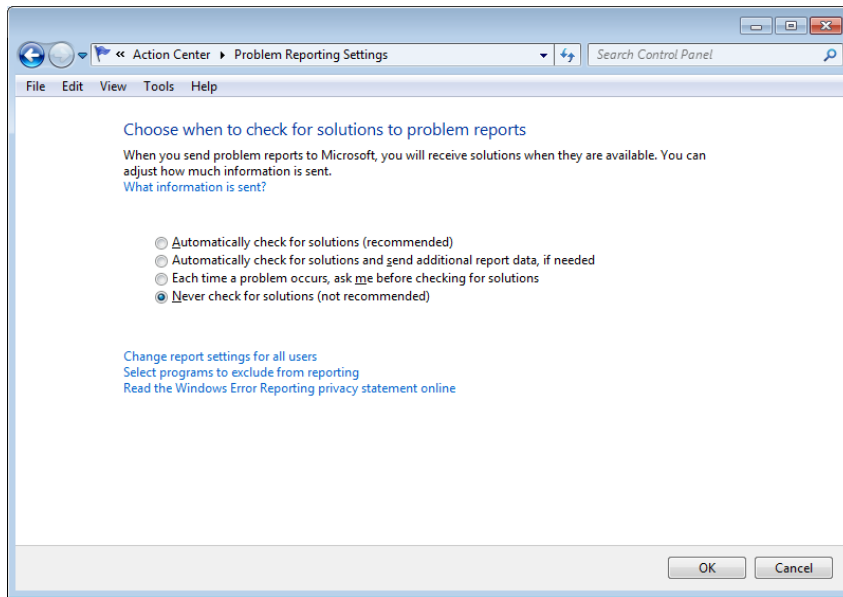 « Action Center ▸ Problem Reporting Settings
Search Control Panel
File Edit View Tools Help
Choose when to check for solutions to problem reports
When you send problem reports to Microsoft, you will receive solutions when they are available. You can
adjust how much information is sent.
What information is sent?
Automatically check for solutions (recommended)
Automatically check for solutions and send additional report data, if needed
Each time a problem occurs, ask me before checking for solutions
Never check for solutions (not recommended)
Change report settings for all users
Select programs to exclude from reporting
Read the Windows Error Reporting privacy statement online
OK Cancel